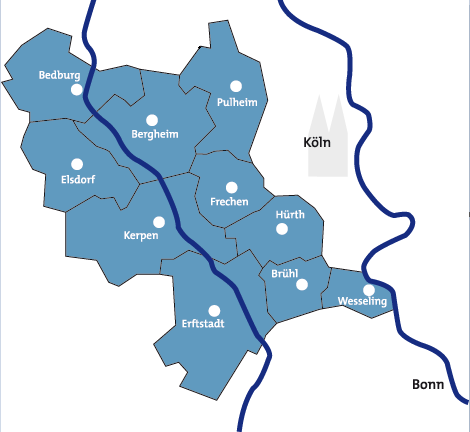 Bedburg
Pulheim
Bergheim
Köln
Elsdorf
Frechen
Hürth
Kerpen
Brühl
Wesseling
Erftstadt
Bonn